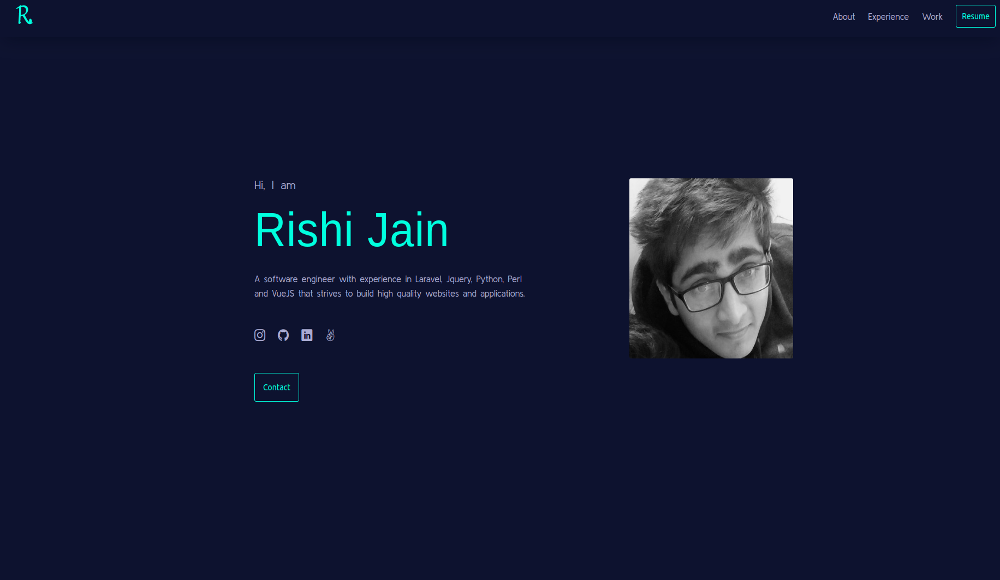 R
About Experience Work Resume
Hi, I am
Rishi Jain
A software engineer with experience in Laravel, Jquery, Python, Perl
and VueJS that strives to build high quality websites and applications.
Contact